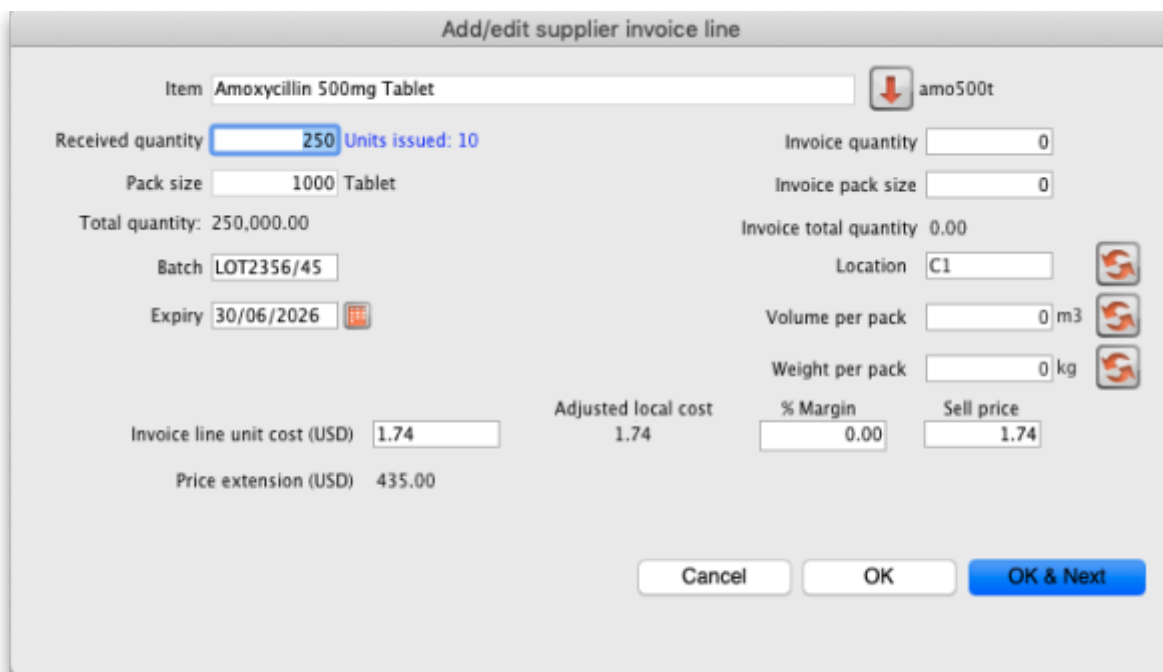 Add/edit supplier invoice line
Item Amoxycillin 500mg Tablet amo500t
Received quantity 250 Units issued: 10 Invoice quantity 0
Pack size 1000 Tablet Invoice pack size 0
Total quantity: 250,000.00 Invoice total quantity 0.00
Batch LOT2356/45 Location C1
Expiry 30/06/2026 Volume per pack 0 m3
Weight per pack 0 kg
Adjusted local cost % Margin Sell price
Invoice line unit cost (USD) 1.74 1.74 0.00 1.74
Price extension (USD) 435.00
Cancel OK OK & Next